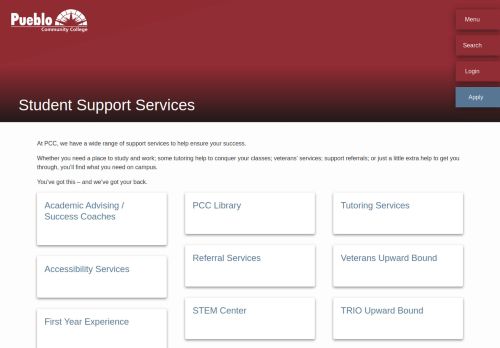 Pueblo
Community College
Menu
Search
Login
Apply
Student Support Services
At PCC, we have a wide range of support services to help ensure your success.
Whether you need a place to study and work; some tutoring help to conquer your classes; veterans' services; support referrals; or just a little extra help to get you
through, you'll find what you need on campus.
You've got this – and we've got your back.
Academic Advising /
Success Coaches
PCC Library
Tutoring Services
Accessibility Services
Referral Services
Veterans Upward Bound
First Year Experience
STEM Center
TRIO Upward Bound